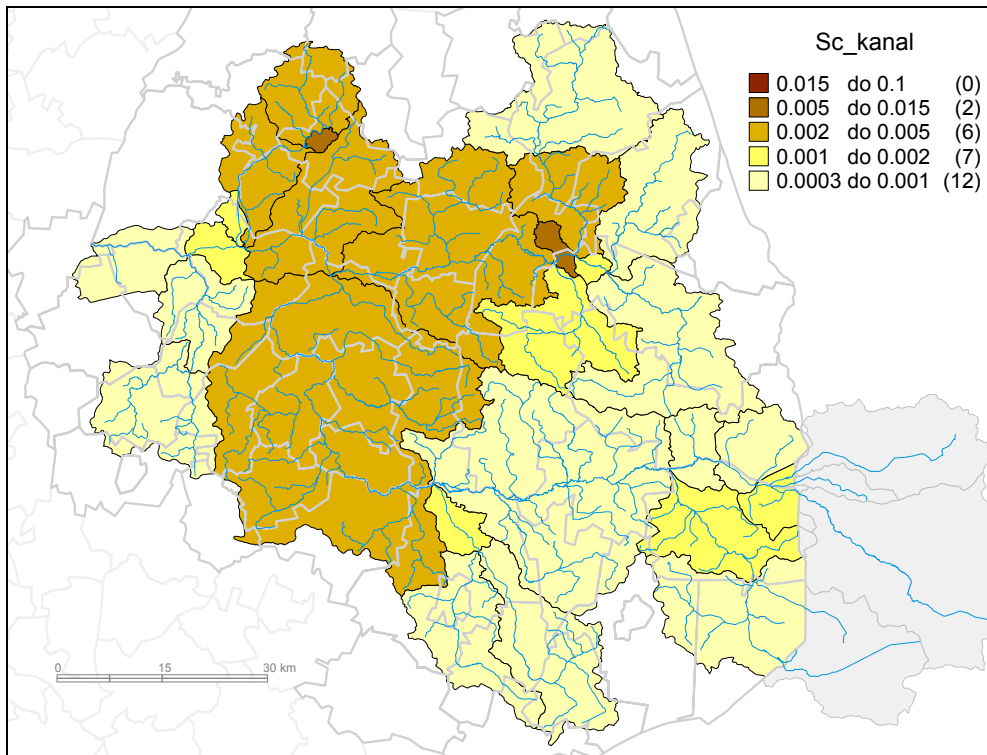 Sc_kanal
0.015 do 0.1 (0)
0.005 do 0.015 (2)
0.002 do 0.005 (6)
0.001 do 0.002 (7)
0.0003 do 0.001 (12)
0 15 30 km